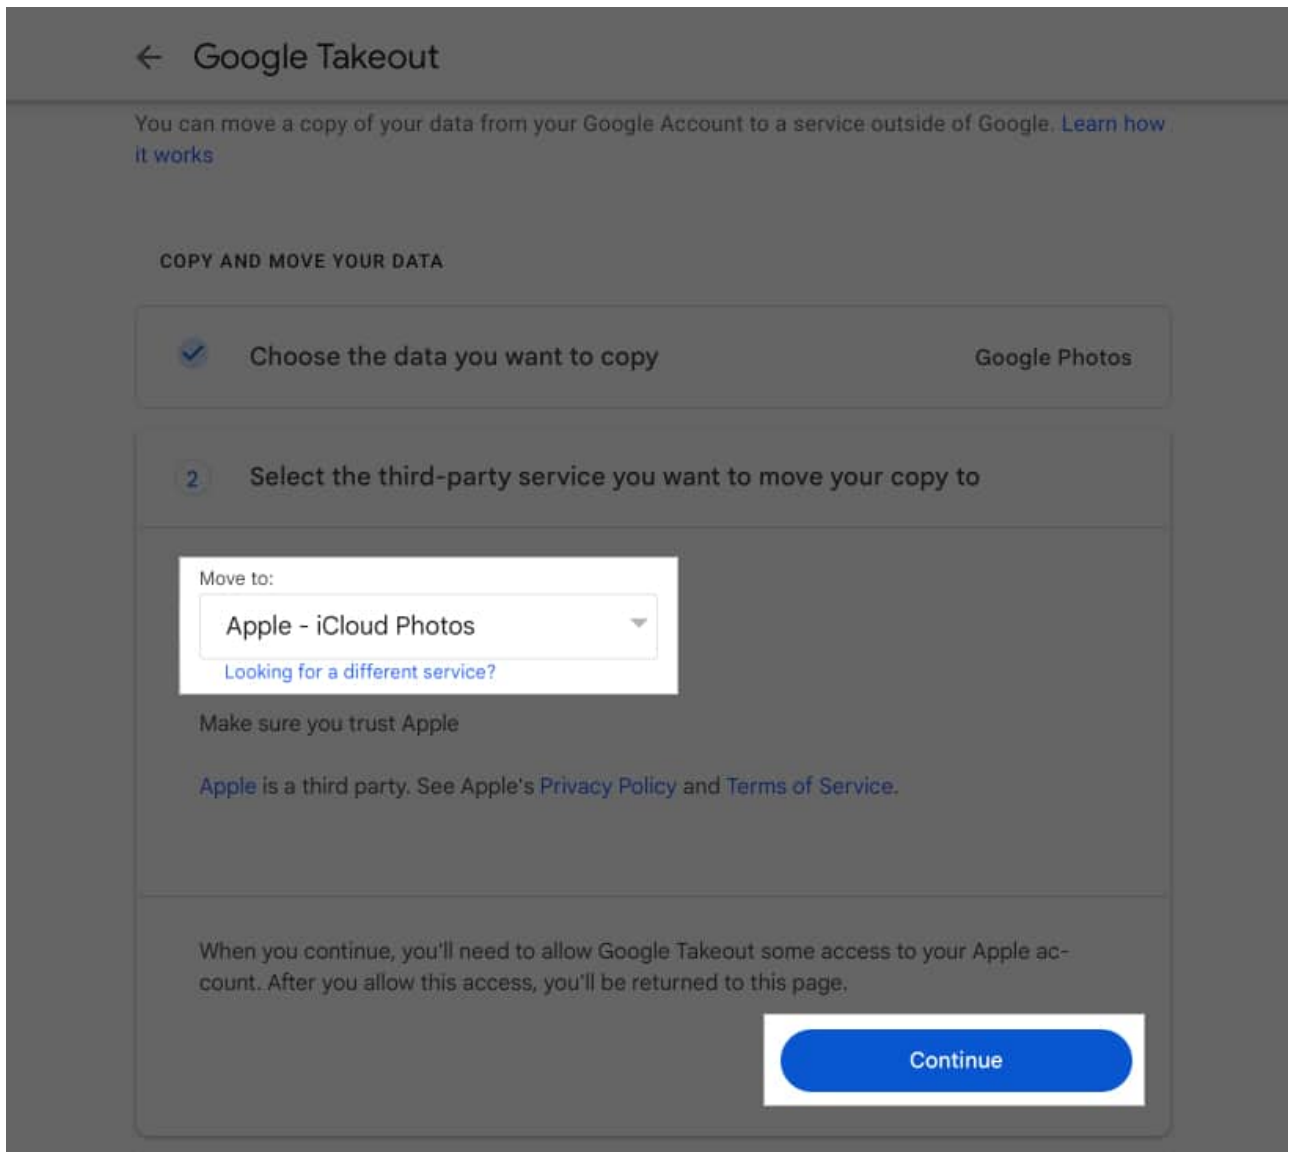 Google Takeout
You can move a copy of your data from your Google Account to a service outside of Google. Learn how
it works
COPY AND MOVE YOUR DATA
Choose the data you want to copy
Google Photos
2
Select the third-party service you want to move your copy to
Move to:
Apple - iCloud Photos
Looking for a different service?
Make sure you trust Apple
Apple is a third party. See Apple's Privacy Policy and Terms of Service.
When you continue, you'll need to allow Google Takeout some access to your Apple ac-
count. After you allow this access, you'll be returned to this page.
Continue